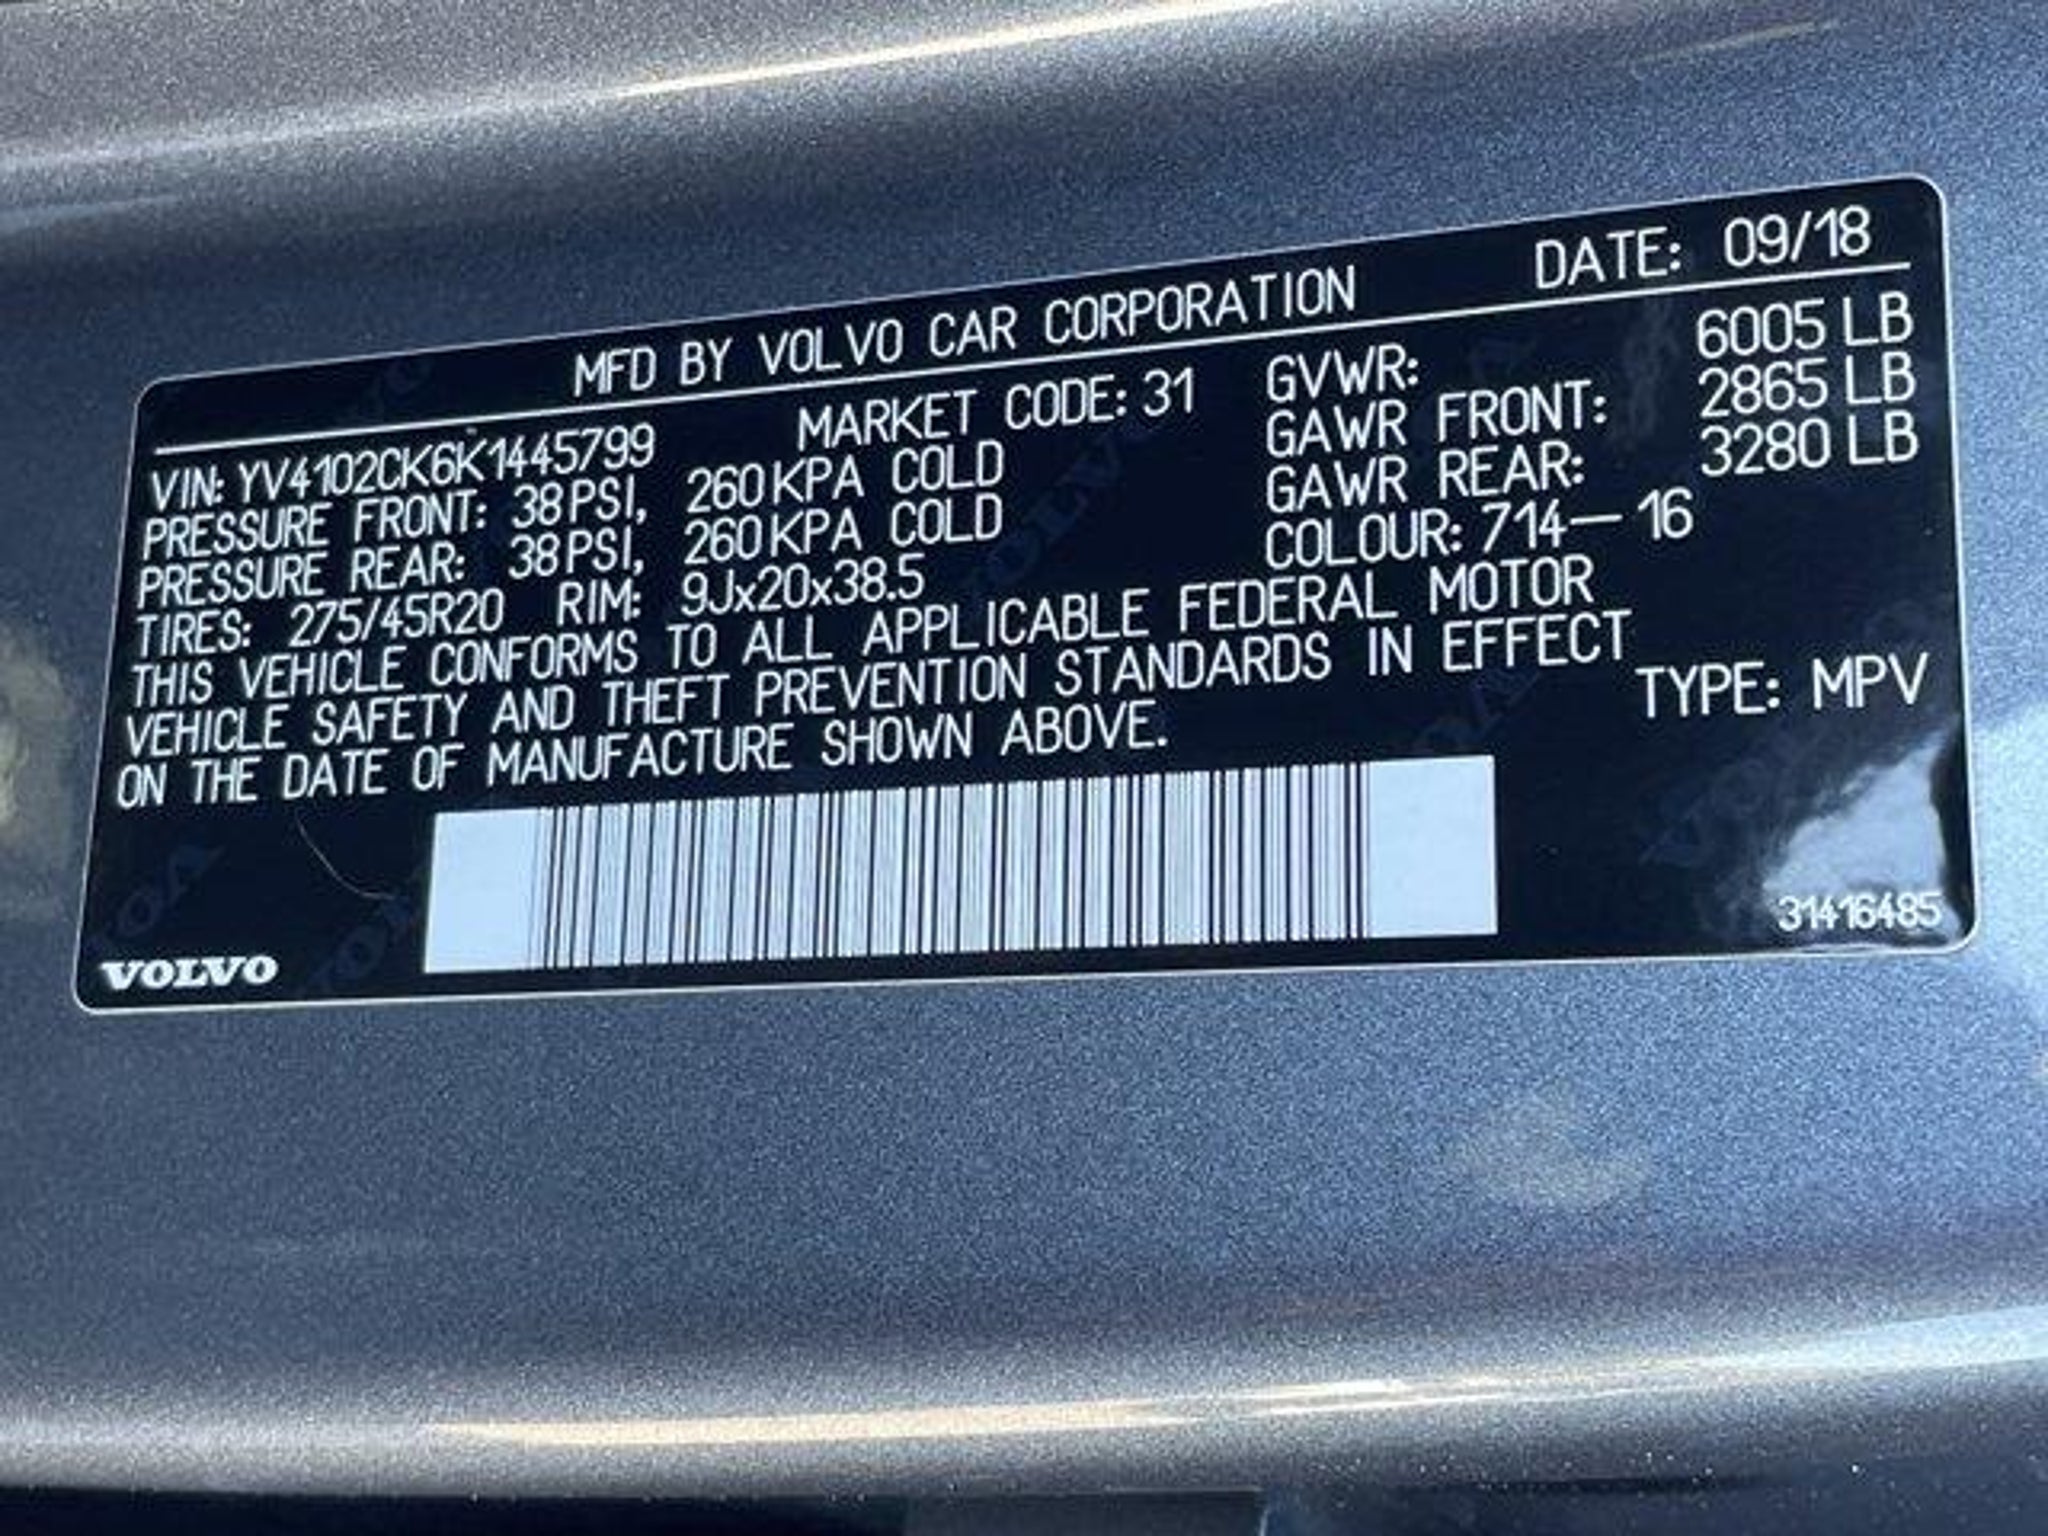 MFD BY VOLVO CAR CORPORATION DATE: 09/18
VIN: YV4102CK6K1445799 MARKET CODE: 31 GVWR: 6005 LB
PRESSURE FRONT: 38 PSI, 260 KPA COLD GAWR FRONT: 2865 LB
PRESSURE REAR: 38 PSI, 260 KPA COLD GAWR REAR: 3280 LB
TIRES: 275/45R20 RIM: 9Jx20x38.5 COLOUR: 714— 16
THIS VEHICLE CONFORMS TO ALL APPLICABLE FEDERAL MOTOR
VEHICLE SAFETY AND THEFT PREVENTION STANDARDS IN EFFECT
ON THE DATE OF MANUFACTURE SHOWN ABOVE. TYPE: MPV
31416485
VOLVO